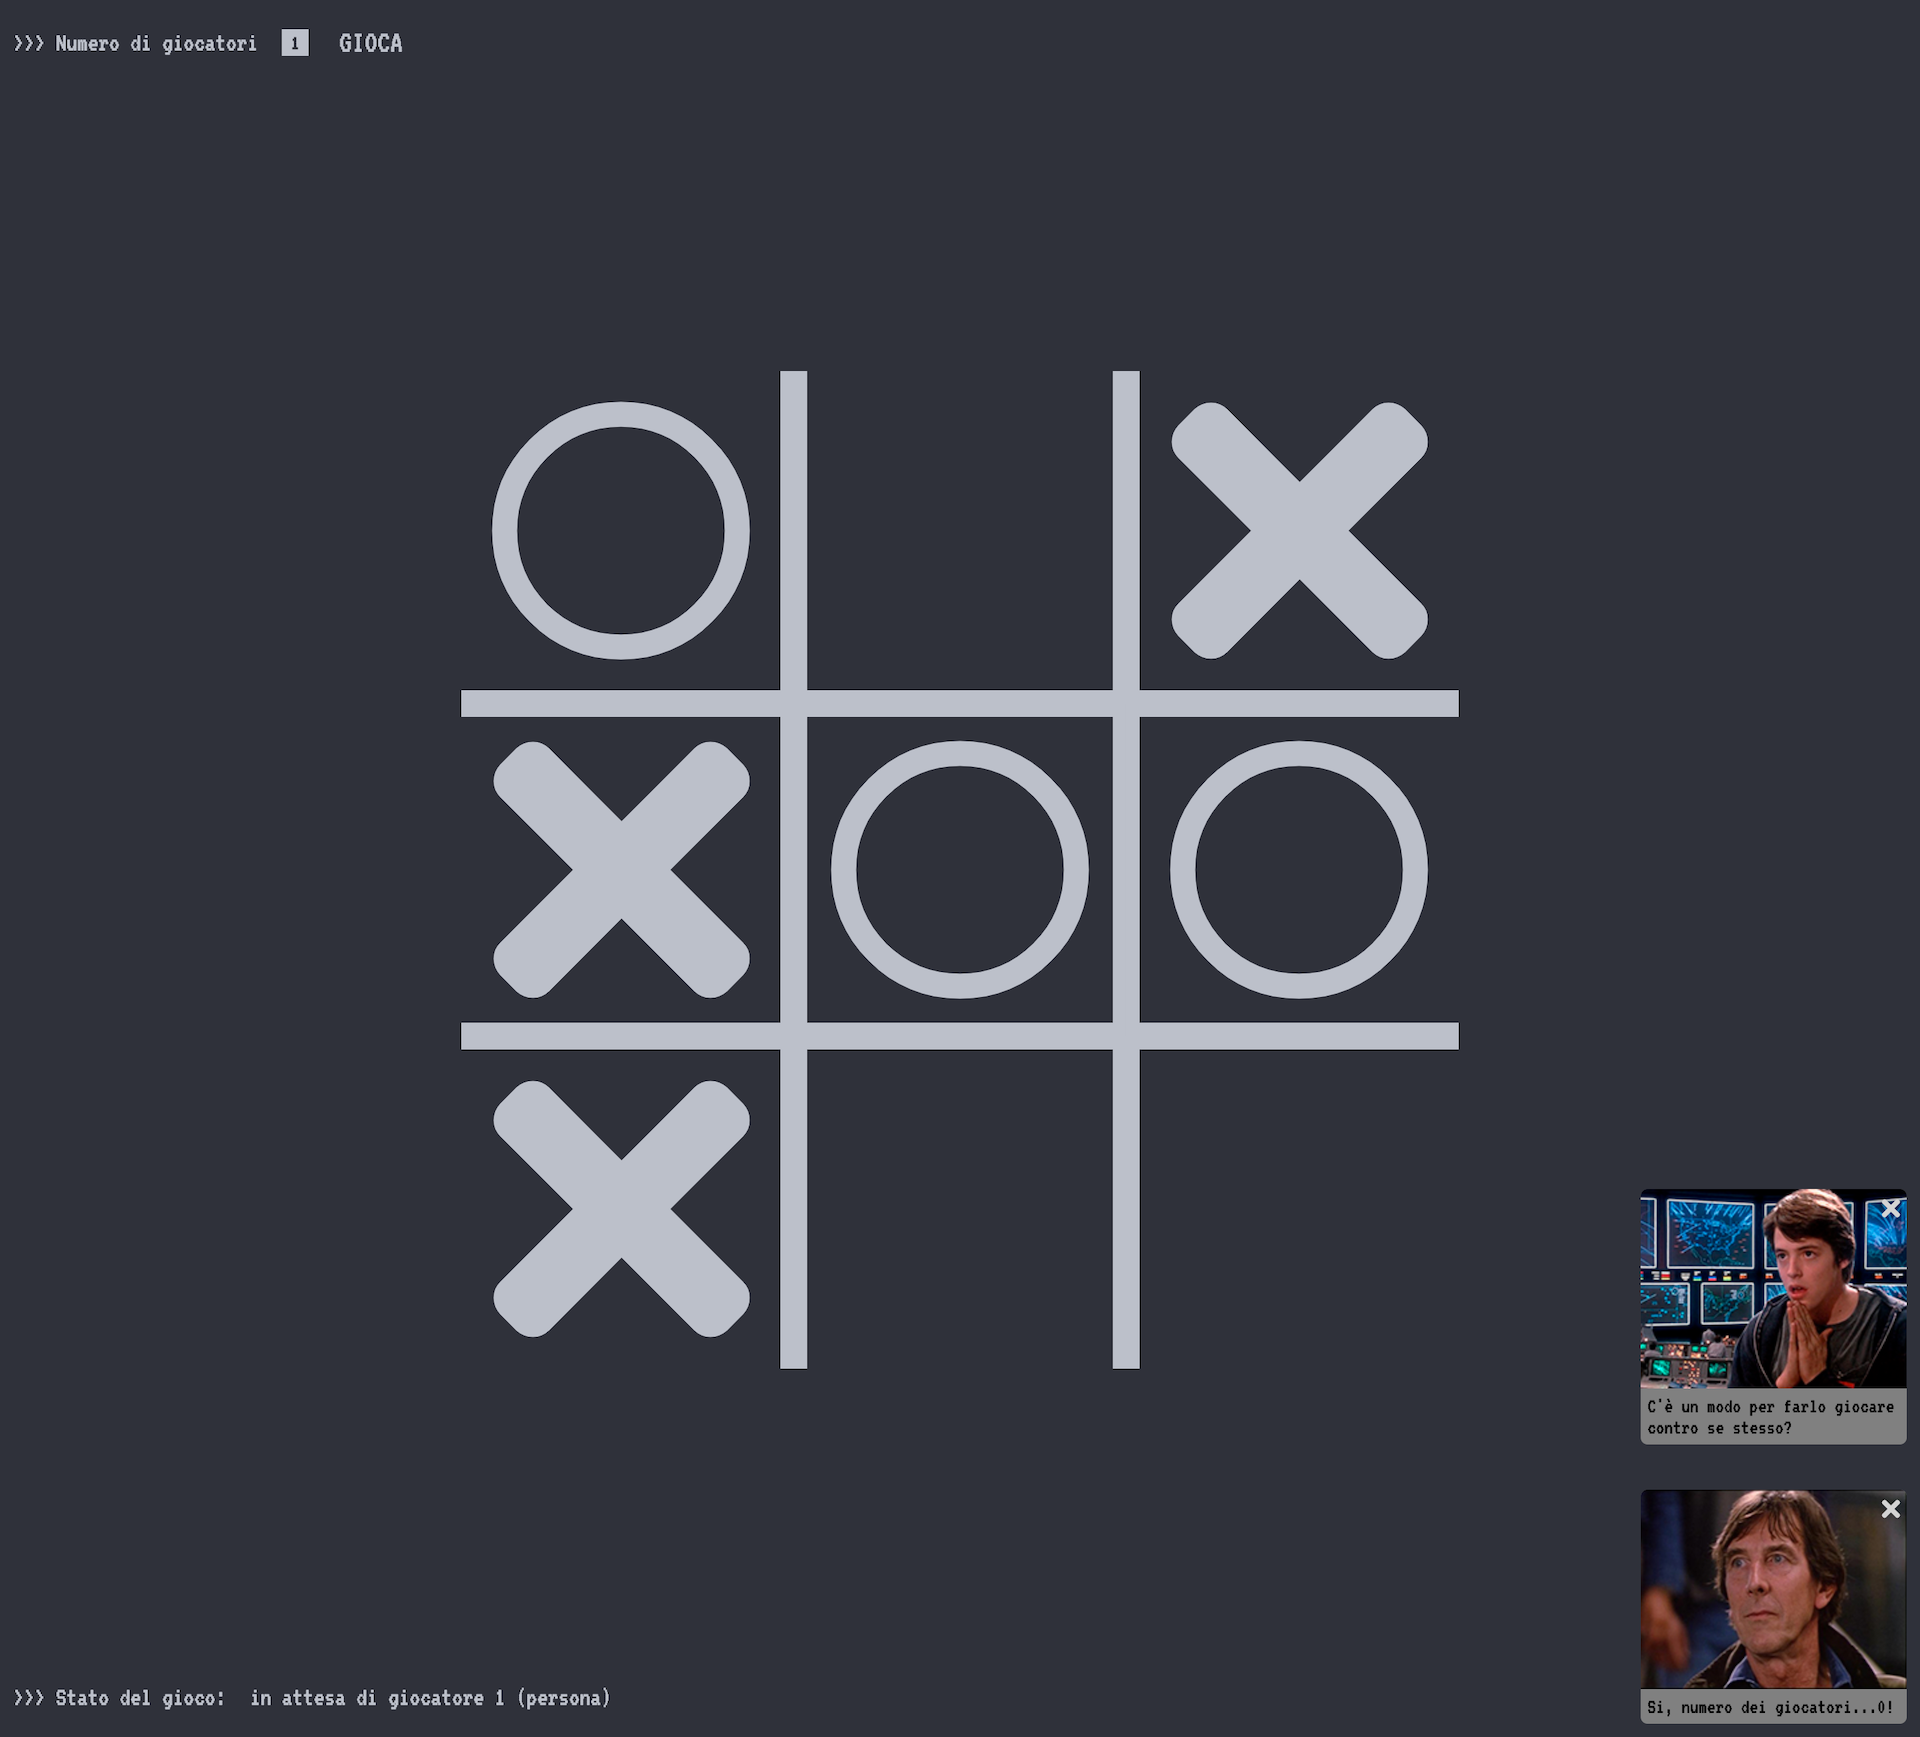 >>> Numero di giocatori 1 GIOCA
C'è un modo per farlo giocare
contro se stesso?
Si, numero dei giocatori...0!
>>> Stato del gioco: in attesa di giocatore 1 (persona)